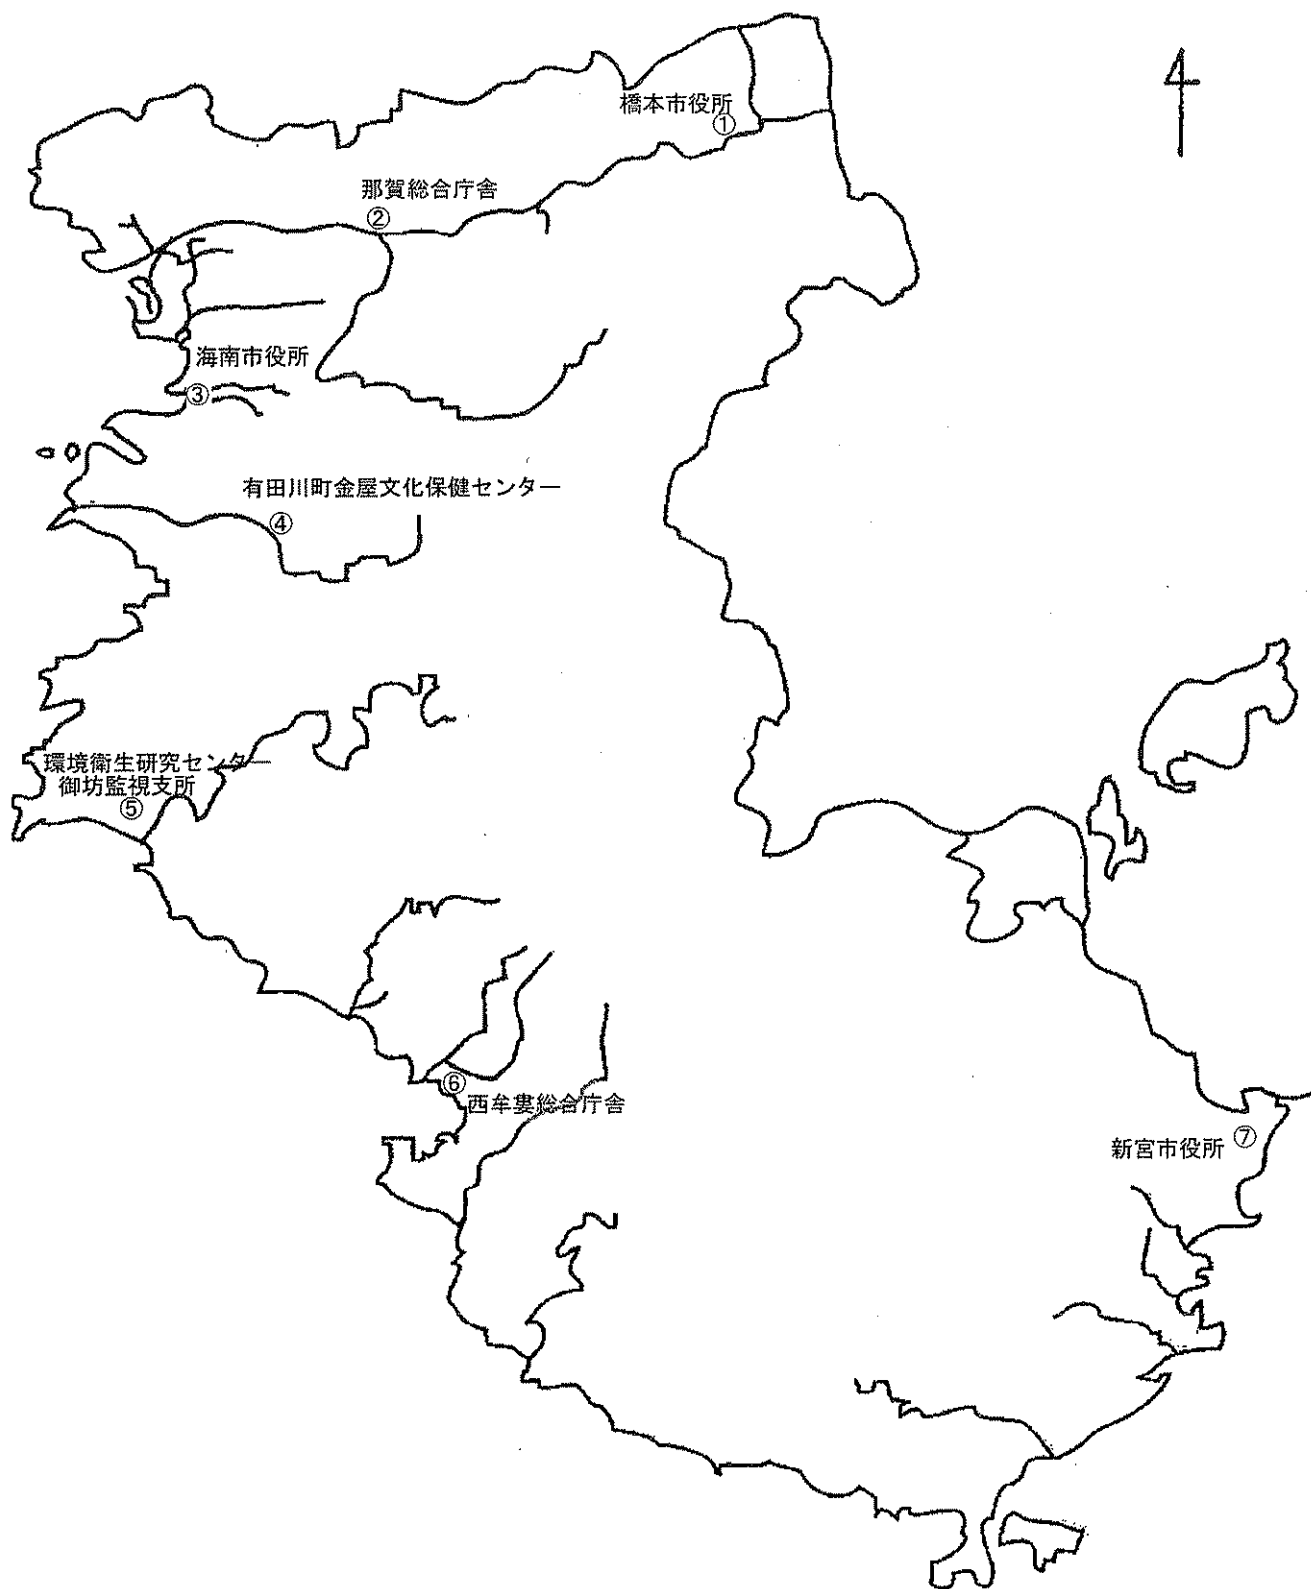 橋本市役所
①
那賀総合庁舎
②
海南市役所
③
有田川町金屋文化保健センター
④
環境衛生研究センター
御坊監視支所
⑤
⑥
西牟婁総合庁舎
新宮市役所
⑦